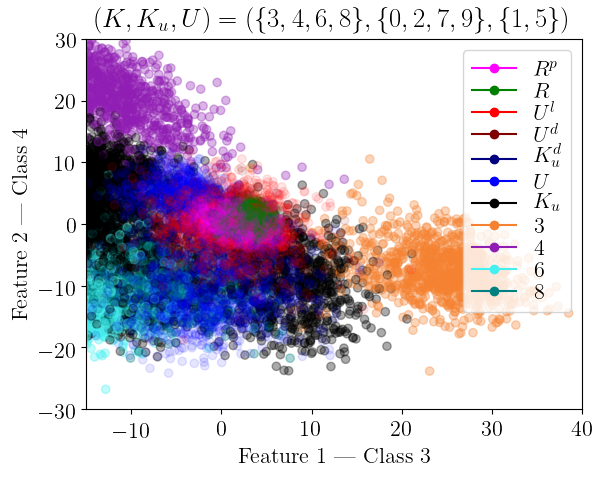 (K, K_u, U) = ({3, 4, 6, 8}, {0, 2, 7, 9}, {1, 5})
30
20
10
0
−10
−20
−30
Feature 2 — Class 4
R^p
R
U^l
U^d
K_u^d
U
K_u
3
4
6
8
−10
0
10
20
30
40
Feature 1 — Class 3